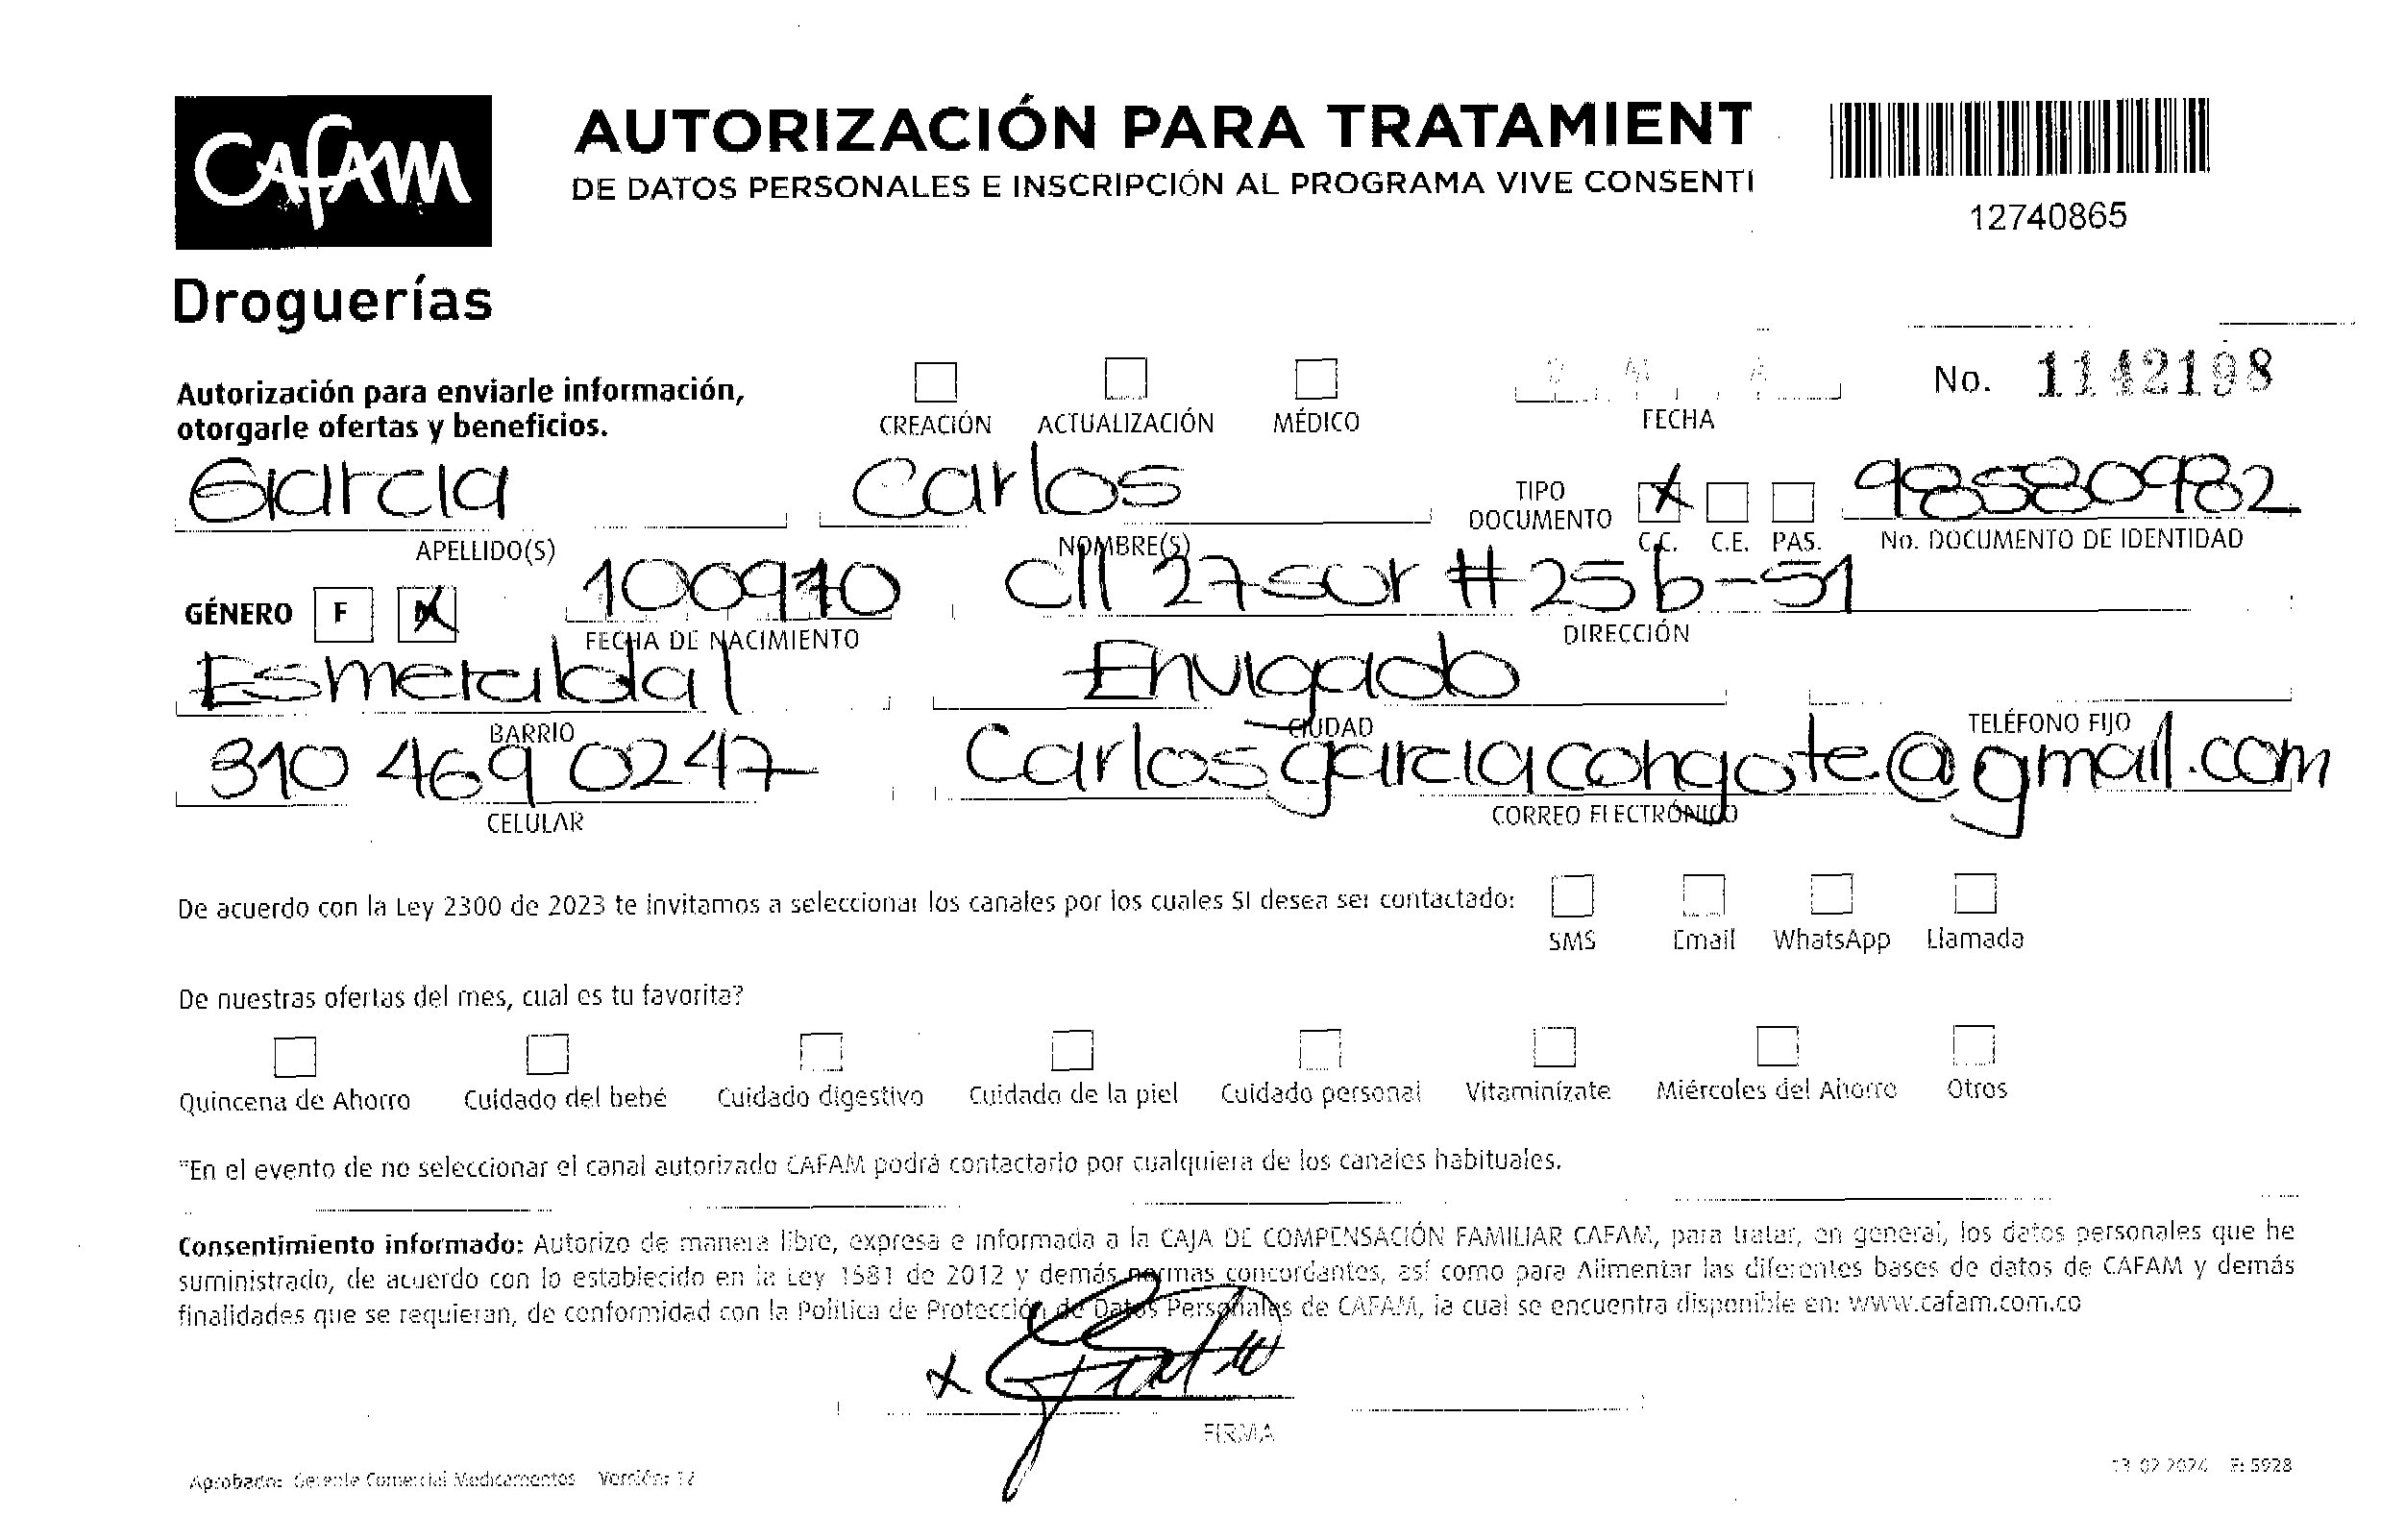 CAFAM
Droguerías
AUTORIZACIÓN PARA TRATAMIENT
DE DATOS PERSONALES E INSCRIPCIÓN AL PROGRAMA VIVE CONSENTI
12740865
Autorización para enviarle información,
otorgarle ofertas y beneficios.
CREACIÓN ACTUALIZACIÓN MÉDICO
D M A
FECHA
No. 1142198
Garcia Carlos
TIPO DOCUMENTO X C.C. C.E. PAS. 98580982
APELLIDO(S) NOMBRE(S) No. DOCUMENTO DE IDENTIDAD
GÉNERO F M 100970 cll 27 sur # 25 b-51
FECHA DE NACIMIENTO DIRECCIÓN
Esmeralda Envigado
BARRIO CIUDAD TELÉFONO FIJO
310 469 0247 Carlosgarciacongote@gmail.com
CELULAR CORREO ELECTRÓNICO
De acuerdo con la Ley 2300 de 2023 te invitamos a seleccionar los canales por los cuales SI desea ser contactado:
SMS Email WhatsApp Llamada
De nuestras ofertas del mes, cual es tu favorita?
Quincena de Ahorro Cuidado del bebé Cuidado digestivo Cuidado de la piel Cuidado personal Vitaminízate Miércoles del Ahorro Otros
*En el evento de no seleccionar el canal autorizado CAFAM podrá contactarlo por cualquiera de los canales habituales.
Consentimiento informado: Autorizo de manera libre, expresa e informada a la CAJA DE COMPENSACIÓN FAMILIAR CAFAM, para tratar, en general, los datos personales que he
suministrado, de acuerdo con lo establecido en la Ley 1581 de 2012 y demás normas concordantes, así como para Alimentar las diferentes bases de datos de CAFAM y demás
finalidades que se requieran, de conformidad con la Política de Protección de Datos Personales de CAFAM, la cual se encuentra disponible en: www.cafam.com.co
x
FIRMA
Aprobado: Gerente Comercial Medicamentos Versión: 12
13 02 2024 F: 5928